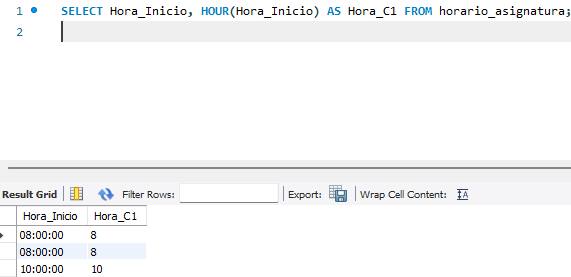 1 SELECT Hora_Inicio, HOUR(Hora_Inicio) AS Hora_C1 FROM horario_asignatura;
2
Result Grid Filter Rows: Export: Wrap Cell Content: IA
Hora_Inicio Hora_C1
08:00:00 8
08:00:00 8
10:00:00 10